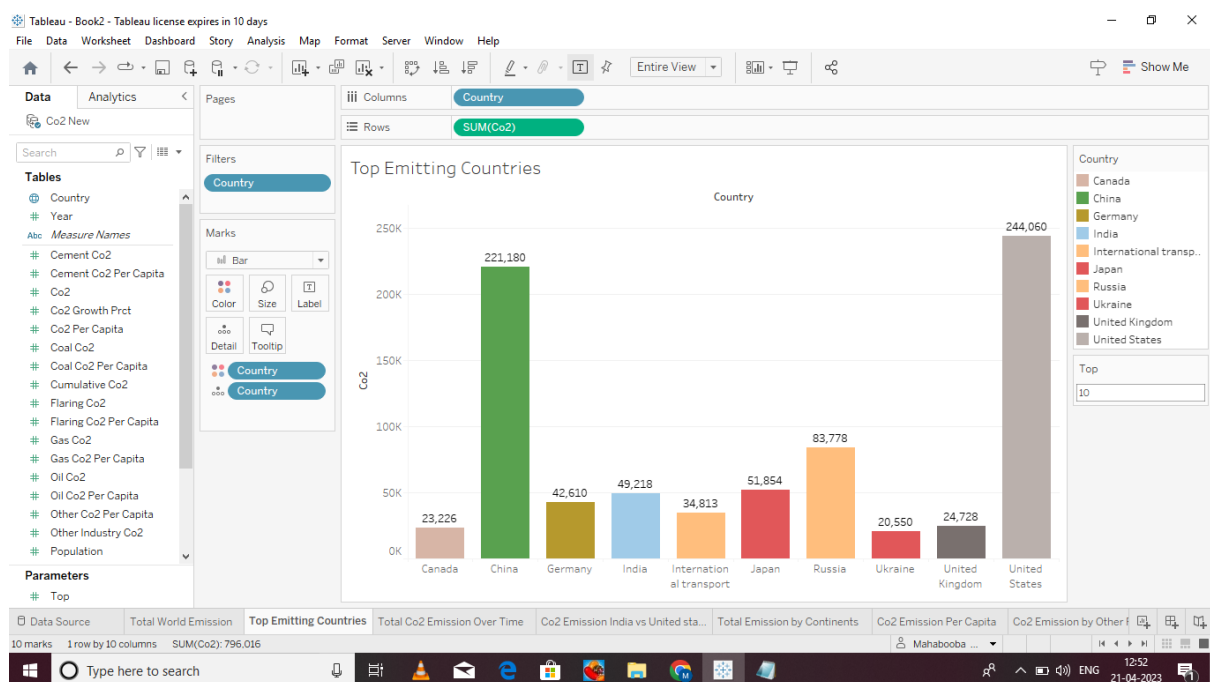 Tableau - Book2 - Tableau license expires in 10 days
File Data Worksheet Dashboard Story Analysis Map Format Server Window Help
Entire View
Show Me
Data Analytics
Co2 New
Search
Tables
Country
Year
Abc Measure Names
Cement Co2
Cement Co2 Per Capita
Co2
Co2 Growth Prct
Co2 Per Capita
Coal Co2
Coal Co2 Per Capita
Cumulative Co2
Flaring Co2
Flaring Co2 Per Capita
Gas Co2
Gas Co2 Per Capita
Oil Co2
Oil Co2 Per Capita
Other Co2 Per Capita
Other Industry Co2
Population
Parameters
# Top
Pages
Filters
Country
Marks
Bar
Color Size Label
Detail Tooltip
Country
Country
Columns Country
Rows SUM(Co2)
Top Emitting Countries
Country
Co2
250K
200K
150K
100K
50K
0K
23,226
221,180
42,610
49,218
34,813
51,854
83,778
20,550
24,728
244,060
Canada
China
Germany
India
Internation
al transport
Japan
Russia
Ukraine
United
Kingdom
United
States
Country
Canada
China
Germany
India
International transp..
Japan
Russia
Ukraine
United Kingdom
United States
Top
10
Data Source Total World Emission Top Emitting Countries Total Co2 Emission Over Time Co2 Emission India vs United sta... Total Emission by Continents Co2 Emission Per Capita Co2 Emission by Other
10 marks 1 row by 10 columns SUM(Co2): 796,016
Mahabooba ...
Type here to search
ENG
12:52
21-04-2023